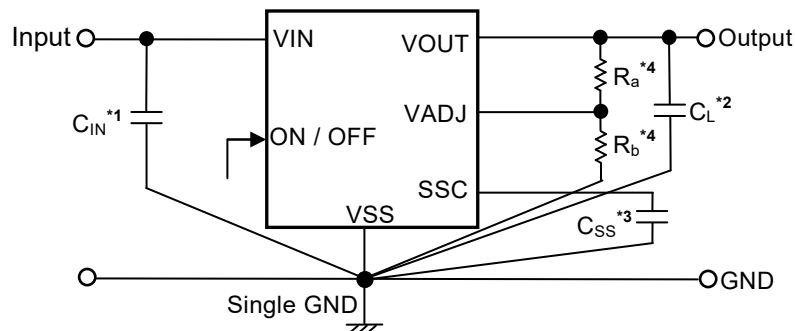 Input
VIN
VOUT
Output
CIN*1
Ra*4
CL*2
VADJ
ON / OFF
Rb*4
SSC
VSS
CSS*3
Single GND
GND